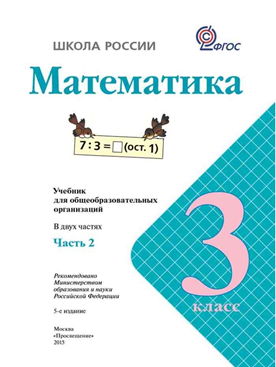 ШКОЛА РОССИИ
ФГОС
Математика
7 : 3 = □ (ост. 1)
Учебник
для общеобразовательных
организаций
В двух частях
Часть 2
3
класс
Рекомендовано
Министерством
образования и науки
Российской Федерации
5-е издание
Москва
«Просвещение»
2015